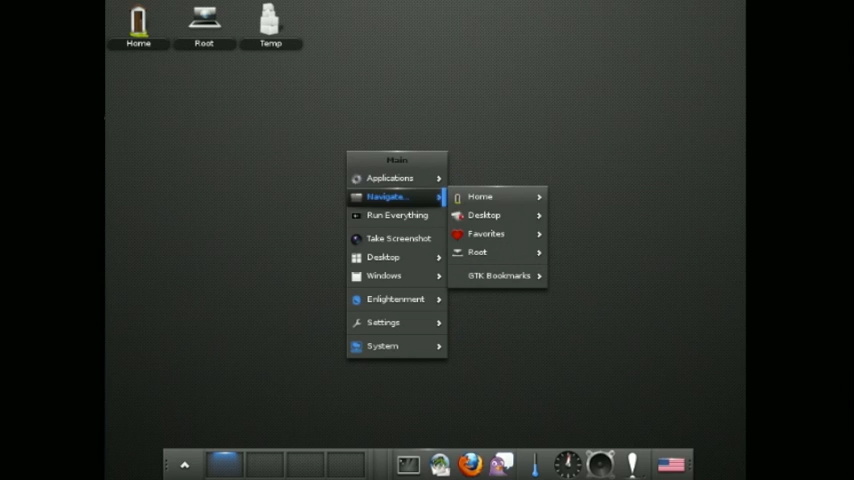 Home
Root
Temp
Main
Applications
Navigate...
Run Everything
Take Screenshot
Desktop
Windows
Enlightenment
Settings
System
Home
Desktop
Favorites
Root
GTK Bookmarks